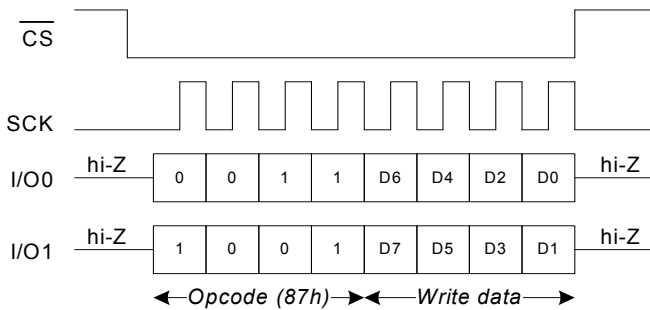 CS
SCK
I/O0 hi-Z 0 0 1 1 D6 D4 D2 D0 hi-Z
I/O1 hi-Z 1 0 0 1 D7 D5 D3 D1 hi-Z
Opcode (87h) Write data